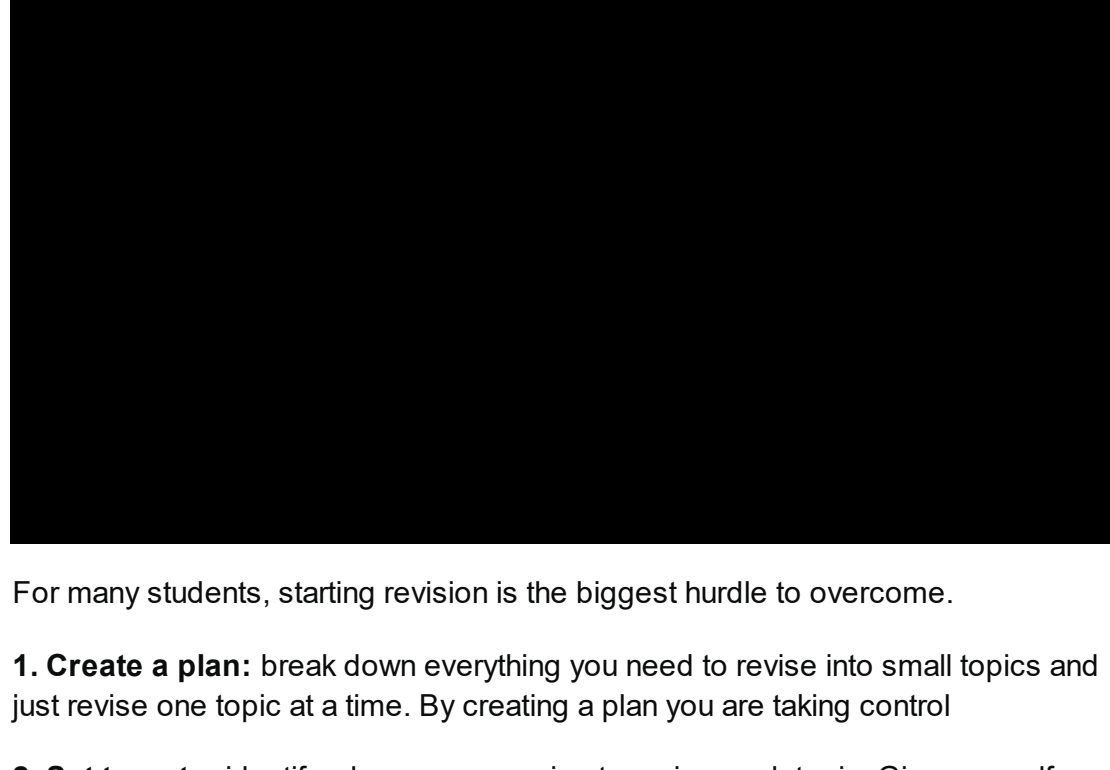 For many students, starting revision is the biggest hurdle to overcome.
1. Create a plan: break down everything you need to revise into small topics and
just revise one topic at a time. By creating a plan you are taking control